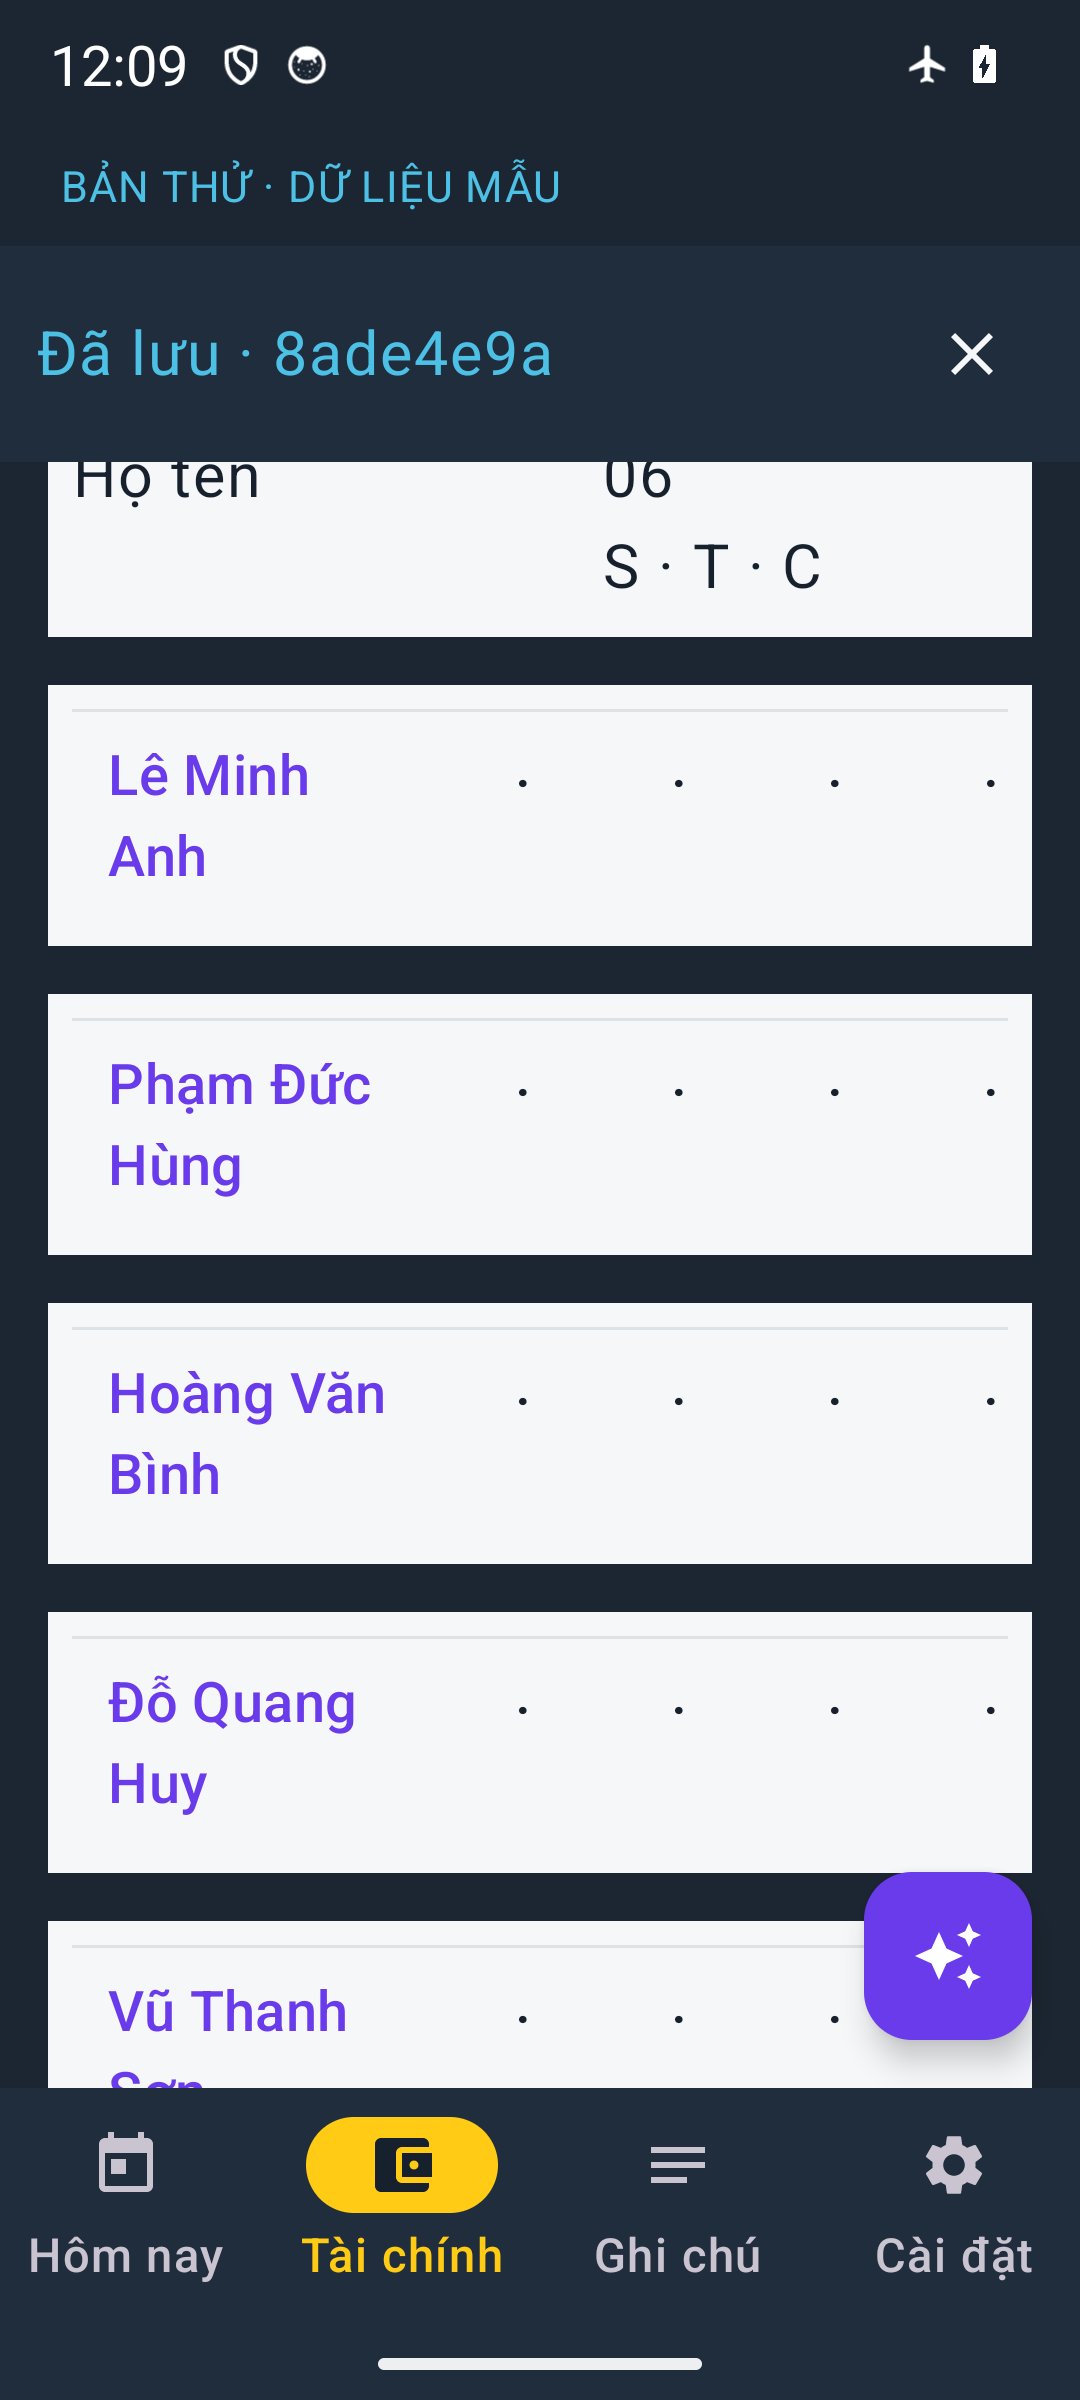 12:09
BẢN THỬ · DỮ LIỆU MẪU
Đã lưu · 8ade4e9a
Họ tên
06
S · T · C
Lê Minh
Anh
. . . .
Phạm Đức
Hùng
. . . .
Hoàng Văn
Bình
. . . .
Đỗ Quang
Huy
. . . .
Vũ Thanh
Sơn
. . .
Hôm nay
Tài chính
Ghi chú
Cài đặt